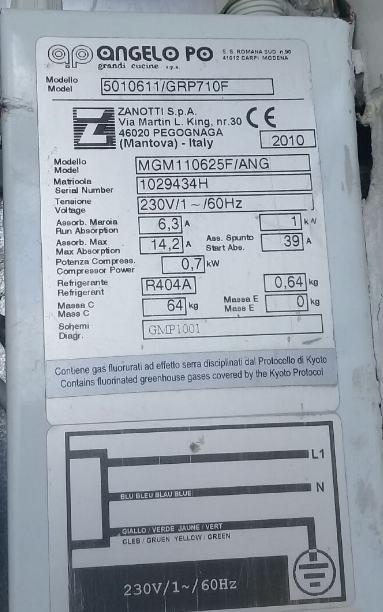 ap ANGELO PO S. S. ROMANA SUD n.90
grandi cucine s.p.a. 41012 CARPI MODENA
Modello
Model 5010611/GRP710F
Z ZANOTTI S.p.A. CE
Via Martin L. King, nr.30
46020 PEGOGNAGA
(Mantova) - Italy 2010
Modello
Model MGM110625F/ANG
Matricola
Serial Number 1029434H
Tensione
Voltage 230V/1~/60Hz
Assorb. Marcia
Run Absorption 6,3 A 1 kW
Assorb. Max
Max Absorption 14,2 A Ass. Spunto
Start Abs. 39 A
Potenza Compress.
Compressor Power 0,7 kW
Refrigerante
Refrigerant R404A 0,64 kg
Massa C
Mass C 64 kg Massa E
Mass E 0 kg
Schemi
Diagr. GMP1001
Contiene gas fluorurati ad effetto serra disciplinati dal Protocollo di Kyoto
Contains fluorinated greenhouse gases covered by the Kyoto Protocol
L1
N
BLU BLEU BLAU BLUE
GIALLO / VERDE JAUNE / VERT
GLEB / GRUEN YELLOW / GREEN
230V/1~/60Hz